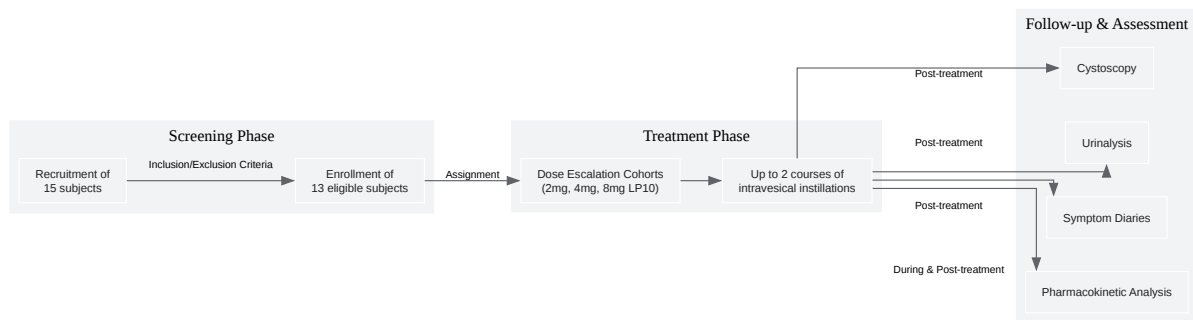 Screening Phase
Recruitment of
15 subjects
Inclusion/Exclusion Criteria
Enrollment of
13 eligible subjects
Assignment
Treatment Phase
Dose Escalation Cohorts
(2mg, 4mg, 8mg LP10)
Up to 2 courses of
intravesical instillations
Post-treatment
Post-treatment
Post-treatment
During & Post-treatment
Follow-up & Assessment
Cystoscopy
Urinalysis
Symptom Diaries
Pharmacokinetic Analysis